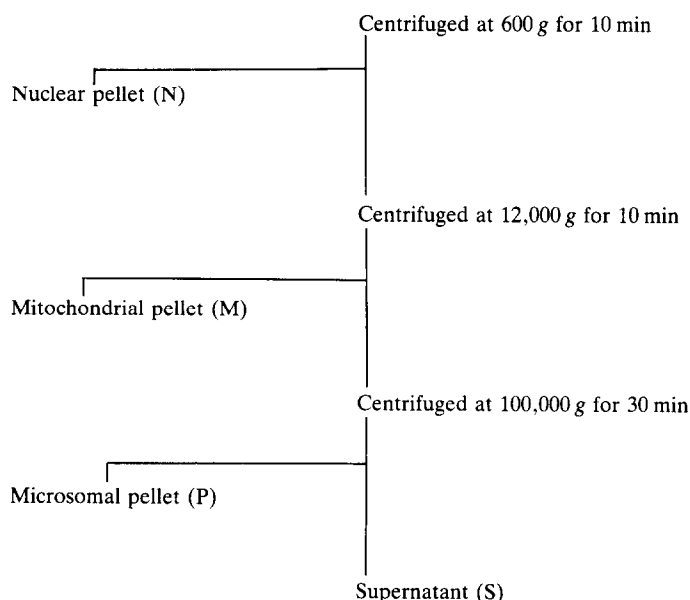 Centrifuged at 600 g for 10 min
Nuclear pellet (N)
Centrifuged at 12,000 g for 10 min
Mitochondrial pellet (M)
Centrifuged at 100,000 g for 30 min
Microsomal pellet (P)
Supernatant (S)